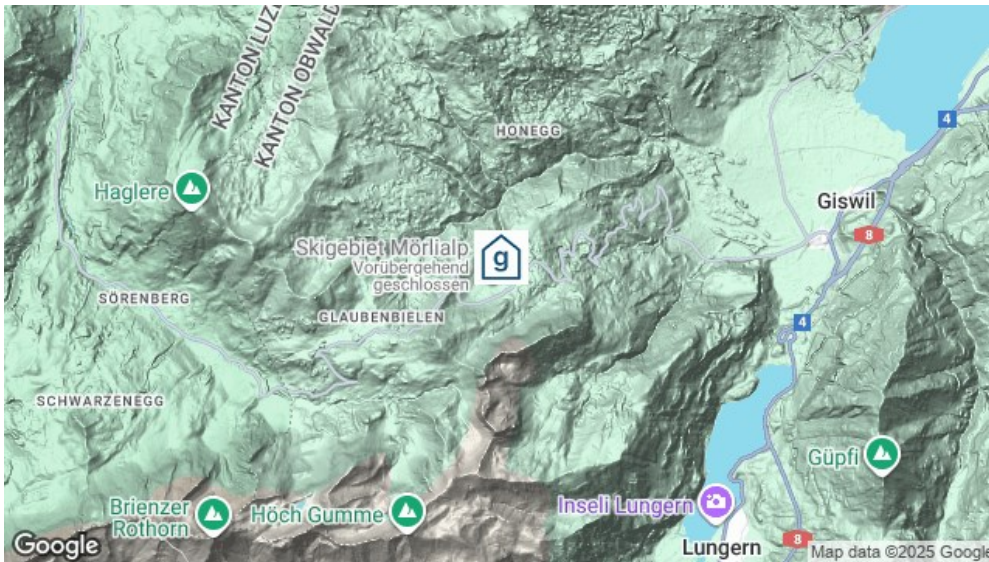 KANTON LUZ
KANTON OBWALD
HONEGG
4
Haglere
Giswil
8
Skigebiet Mörlialp
Vorübergehend
geschlossen
g
SÖRENBERG
GLAUBENBIELEN
4
SCHWARZENEGG
Güpfi
Brienzer
Rothorn
Höch Gumme
Inseli Lungern
Lungern
8
Google
Map data ©2025 Google